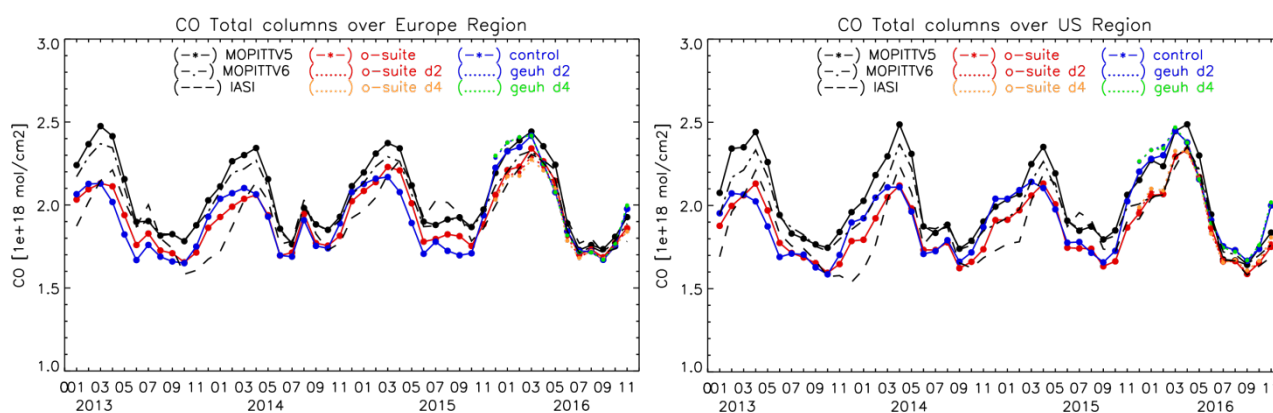 CO Total columns over Europe Region
CO [1e+18 mol/cm2]
3.0
2.5
2.0
1.5
1.0
(—∗—) MOPITTV5
(—·—) MOPITTV6
(— —) IASI
(—∗—) o-suite
(......) o-suite d2
(......) o-suite d4
(—∗—) control
(......) geuh d2
(......) geuh d4
001 03 05 07 09 11 01 03 05 07 09 11 01 03 05 07 09 11 01 03 05 07 09 11
2013 2014 2015 2016
CO Total columns over US Region
CO [1e+18 mol/cm2]
3.0
2.5
2.0
1.5
1.0
(—∗—) MOPITTV5
(—·—) MOPITTV6
(— —) IASI
(—∗—) o-suite
(......) o-suite d2
(......) o-suite d4
(—∗—) control
(......) geuh d2
(......) geuh d4
001 03 05 07 09 11 01 03 05 07 09 11 01 03 05 07 09 11 01 03 05 07 09 11
2013 2014 2015 2016